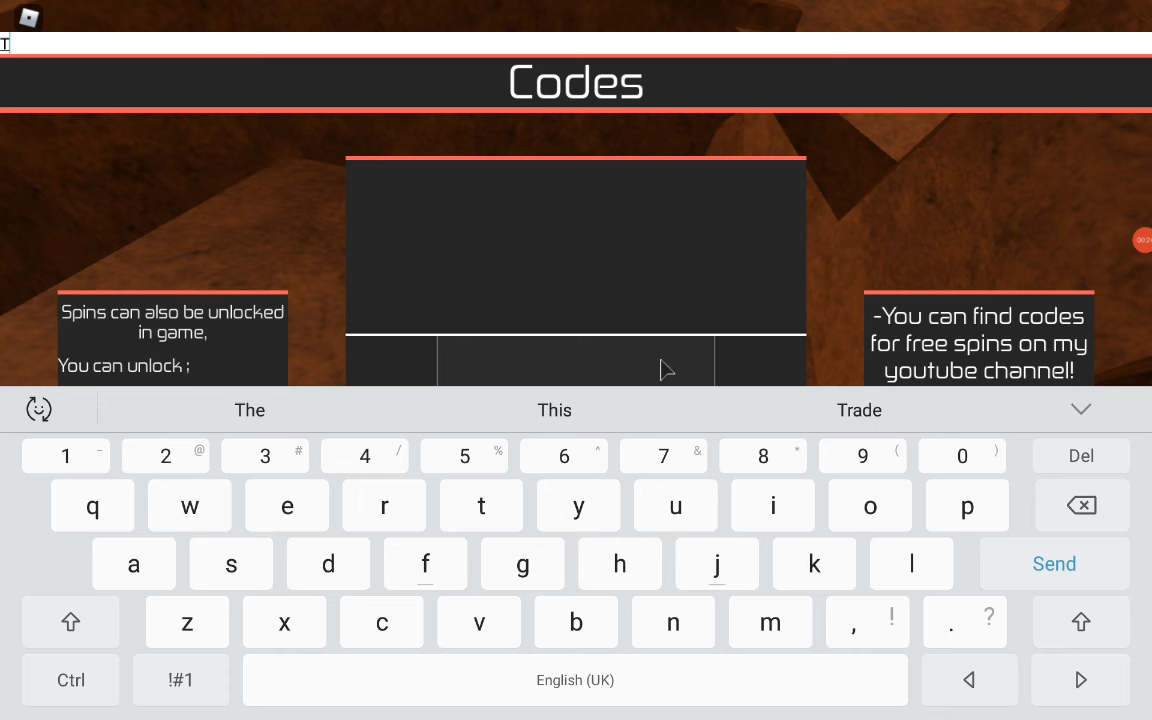 T
Codes
00:2
Spins can also be unlocked
in game,
You can unlock ;
-You can find codes
for free spins on my
youtube channel!
The This Trade
1 - 2 @ 3 # 4 / 5 % 6 ^ 7 & 8 * 9 ( 0 ) Del
q w e r t y u i o p
a s d f g h j k l Send
z x c v b n m , ! . ?
Ctrl !#1 English (UK)